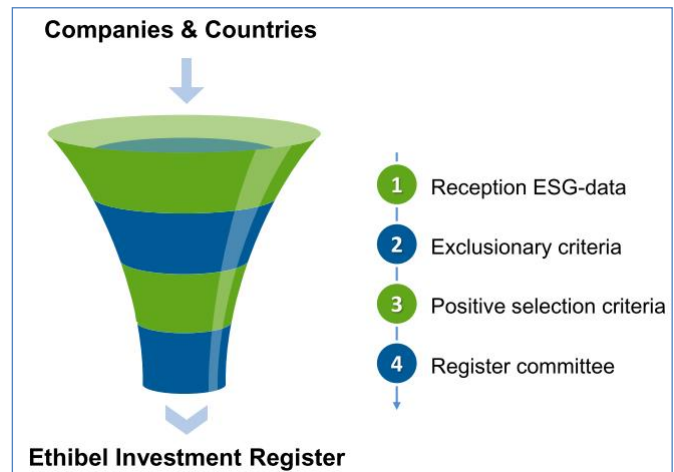 Companies & Countries
1 Reception ESG-data
2 Exclusionary criteria
3 Positive selection criteria
4 Register committee
Ethibel Investment Register